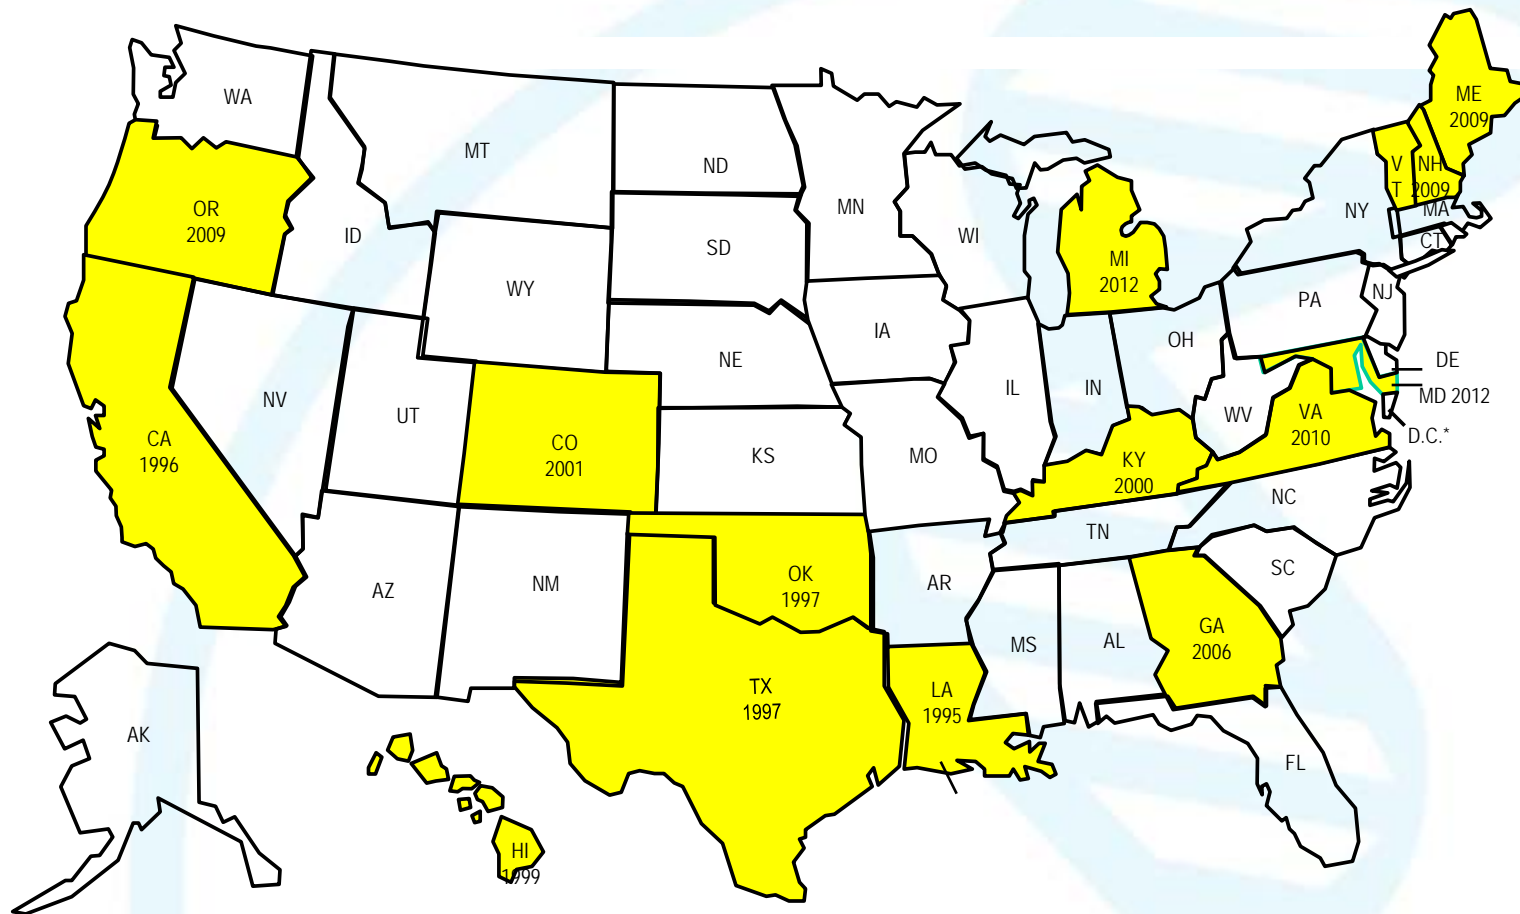 WA
ME
2009
MT
ND
V
T
NH
2009
OR
2009
MN
NY
MA
ID
SD
WI
CT
MI
2012
WY
PA
NJ
IA
OH
NE
DE
IL
IN
MD 2012
NV
UT
WV
VA
2010
CA
1996
CO
2001
D.C.*
KS
MO
KY
2000
NC
TN
OK
1997
AR
SC
AZ
NM
GA
2006
MS
AL
TX
1997
LA
1995
AK
FL
HI
1999